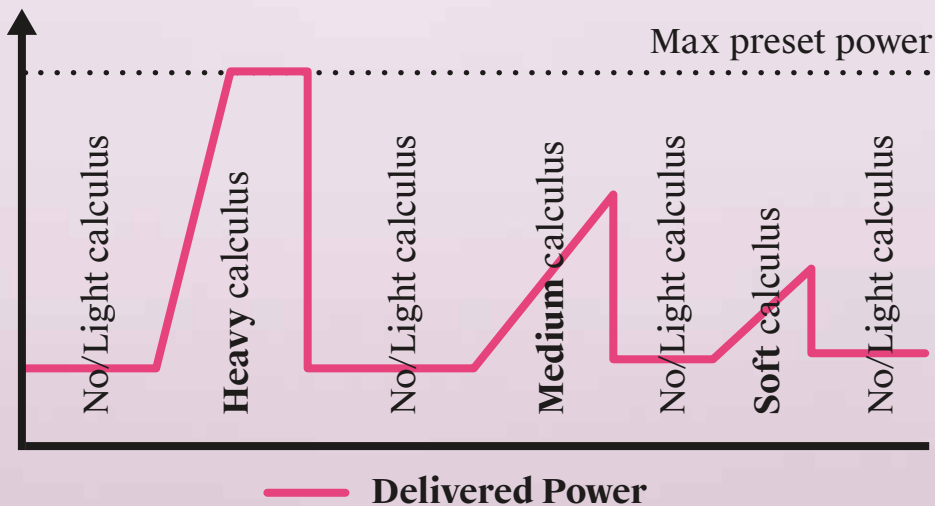 Max preset power
No/Light calculus
Heavy calculus
No/Light calculus
Medium calculus
No/Light calculus
Soft calculus
No/Light calculus
Delivered Power